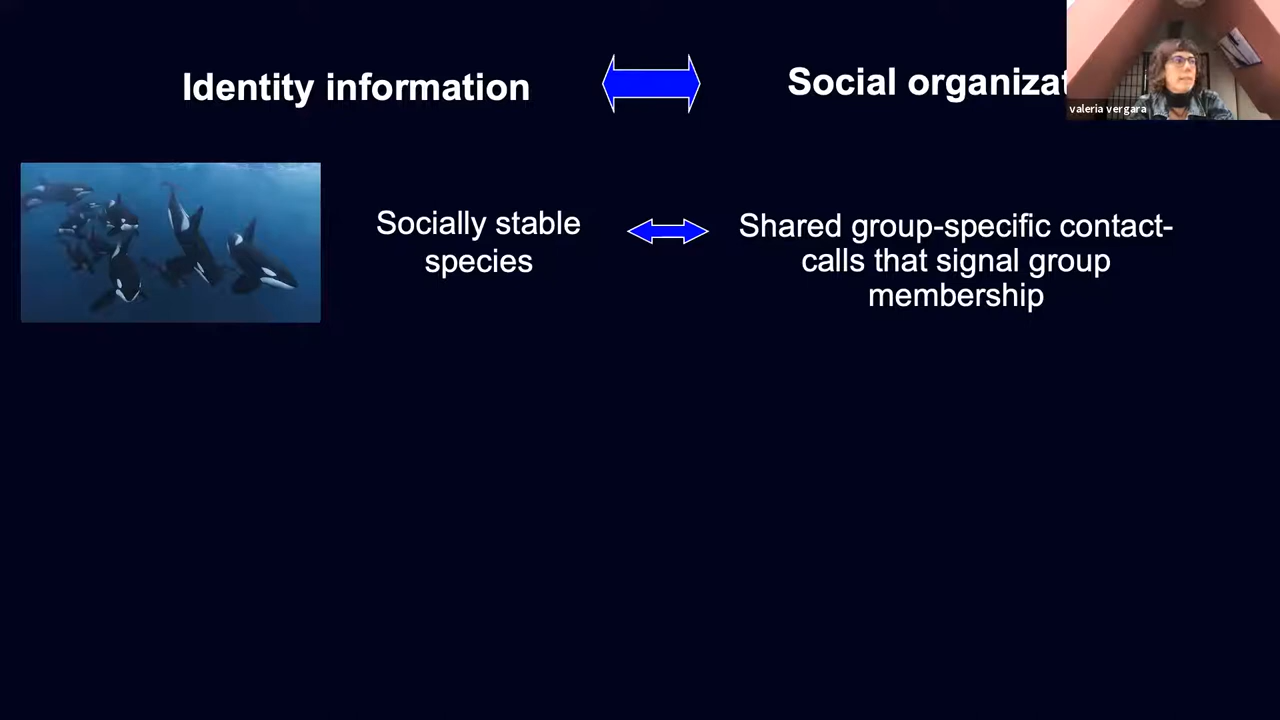 Identity information
Social organizat
valeria vergara
Socially stable
species
Shared group-specific contact-
calls that signal group
membership